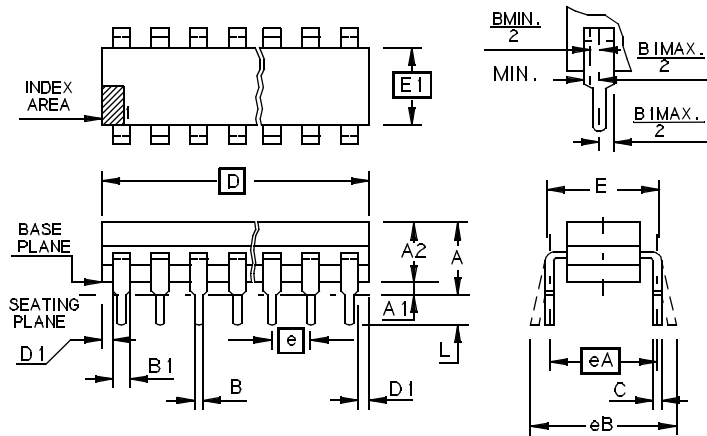 BMIN.
2
B1MAX.
2
MIN.
E1
INDEX
AREA
1
B1MAX.
2
D
E
BASE
PLANE
A2
A
SEATING
PLANE
A1
D1
e
L
B1
eA
B
D1
C
eB